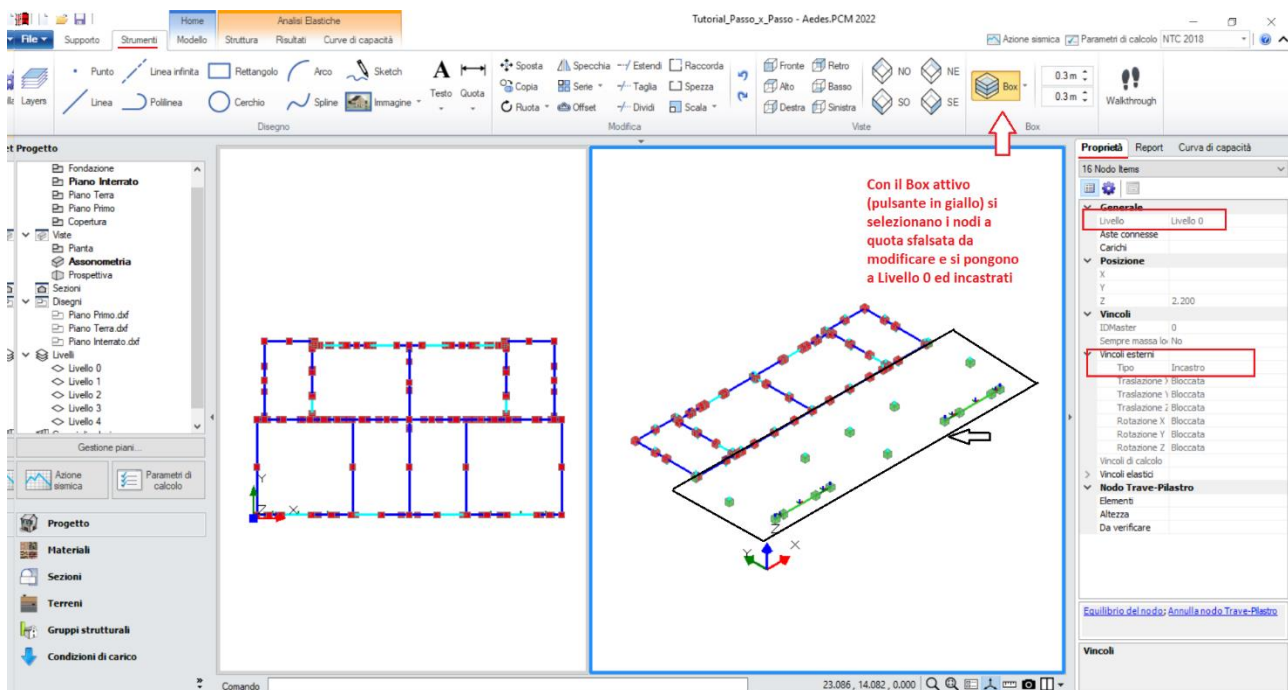 Home
Analisi Elastiche
Tutorial_Passo_x_Passo - Aedes.PCM 2022
File
Supporto
Strumenti
Modello
Struttura
Risultati
Curve di capacità
Azione sismica
Parametri di calcolo
NTC 2018
Layers
Punto
Linea infinita
Rettangolo
Arco
Sketch
Linea
Polilinea
Cerchio
Spline
Immagine
A
Testo
Quota
Disegno
Sposta
Specchia
Estendi
Raccorda
Copia
Serie
Taglia
Spezza
Ruota
Offset
Dividi
Scala
Modifica
Fronte
Retro
Alto
Basso
Destra
Sinistra
NO
NE
SO
SE
Viste
Box
0.3 m
0.3 m
Box
Walkthrough
Progetto
Fondazione
Piano Interrato
Piano Terra
Piano Primo
Copertura
Viste
Pianta
Assonometria
Prospettiva
Sezioni
Disegni
Piano Primo.dxf
Piano Terra.dxf
Piano Interrato.dxf
Livelli
Livello 0
Livello 1
Livello 2
Livello 3
Livello 4
Gestione piani...
Azione
sismica
Parametri di
calcolo
Progetto
Materiali
Sezioni
Terreni
Gruppi strutturali
Condizioni di carico
Y
Z
X
Con il Box attivo
(pulsante in giallo) si
selezionano i nodi a
quota sfalsata da
modificare e si pongono
a Livello 0 ed incastrati
Z
Y
X
Comando
23.086 , 14.082 , 0.000
Proprietà
Report
Curva di capacità
16 Nodo Items
Generale
Livello Livello 0
Aste connesse
Carichi
Posizione
X
Y
Z 2.200
Vincoli
IDMaster 0
Sempre massa lo No
Vincoli esterni
Tipo Incastro
Traslazione X Bloccata
Traslazione Y Bloccata
Traslazione Z Bloccata
Rotazione X Bloccata
Rotazione Y Bloccata
Rotazione Z Bloccata
Vincoli di calcolo
Vincoli elastici
Nodo Trave-Pilastro
Elementi
Altezza
Da verificare
Equilibrio del nodo; Annulla nodo Trave-Pilastro
Vincoli